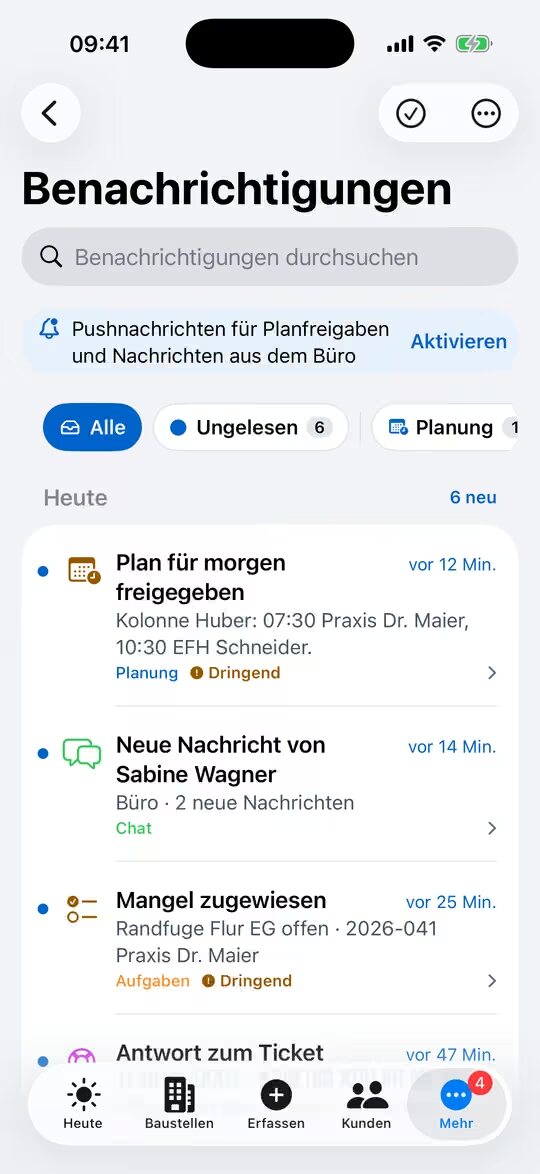 09:41
Benachrichtigungen
Benachrichtigungen durchsuchen
Pushnachrichten für Planfreigaben
und Nachrichten aus dem Büro
Aktivieren
Alle
Ungelesen 6
Planung 1
Heute
6 neu
Plan für morgen
freigegeben
vor 12 Min.
Kolonne Huber: 07:30 Praxis Dr. Maier,
10:30 EFH Schneider.
Planung Dringend
Neue Nachricht von
Sabine Wagner
vor 14 Min.
Büro · 2 neue Nachrichten
Chat
Mangel zugewiesen
vor 25 Min.
Randfuge Flur EG offen · 2026-041
Praxis Dr. Maier
Aufgaben Dringend
Antwort zum Ticket
vor 47 Min.
4
Heute
Baustellen
Erfassen
Kunden
Mehr